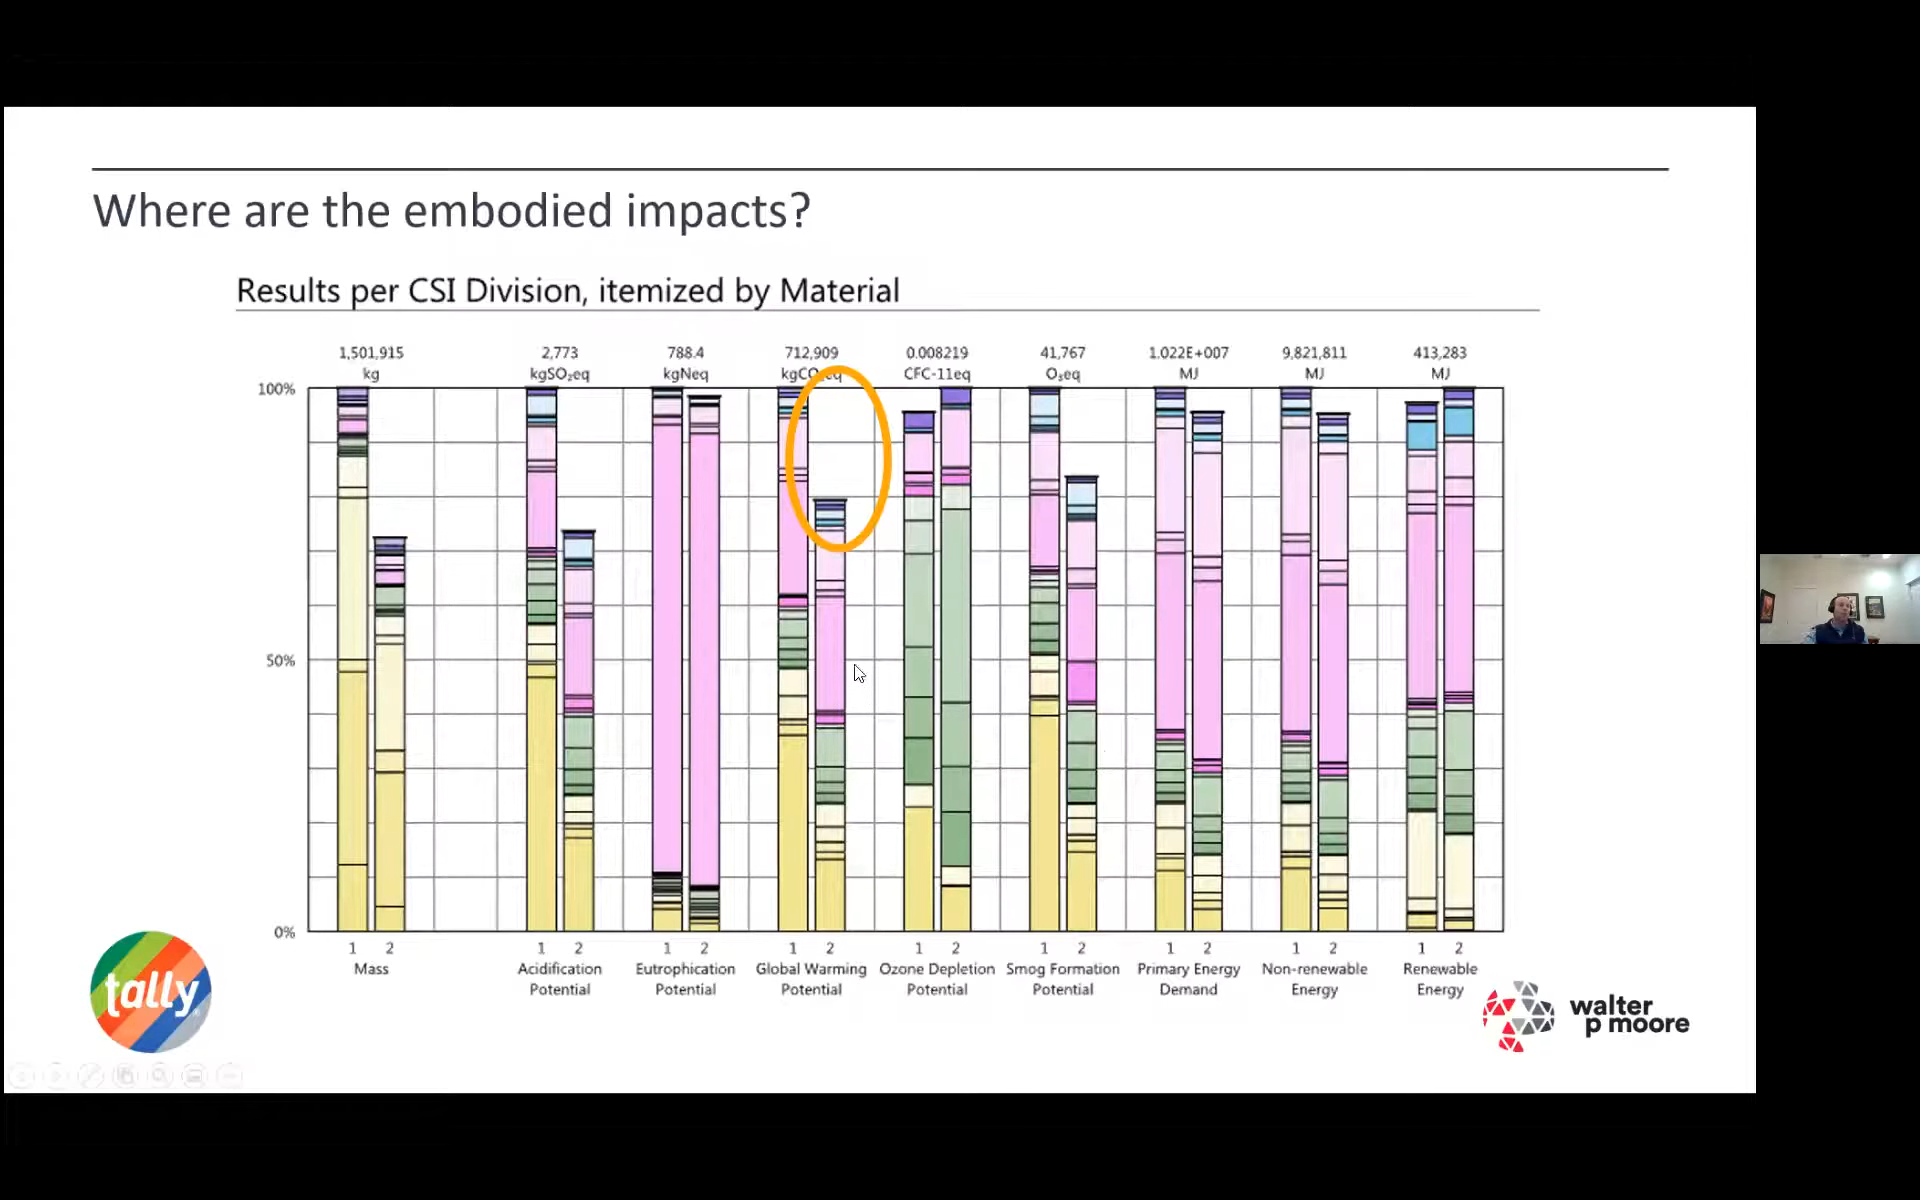 Where are the embodied impacts?
Results per CSI Division, itemized by Material
1,501,915 2,773 788.4 712,909 0.008219 41,767 1.022E+007 9,821,811 413,283
kg kgSO₂eq kgNeq kgCO₂eq CFC-11eq O₃eq MJ MJ MJ
100%
50%
0%
1 2 1 2 1 2 1 2 1 2 1 2 1 2 1 2 1 2
Mass Acidification Eutrophication Global Warming Ozone Depletion Smog Formation Primary Energy Non-renewable Renewable
Potential Potential Potential Potential Potential Demand Energy Energy
tally
walter
p moore